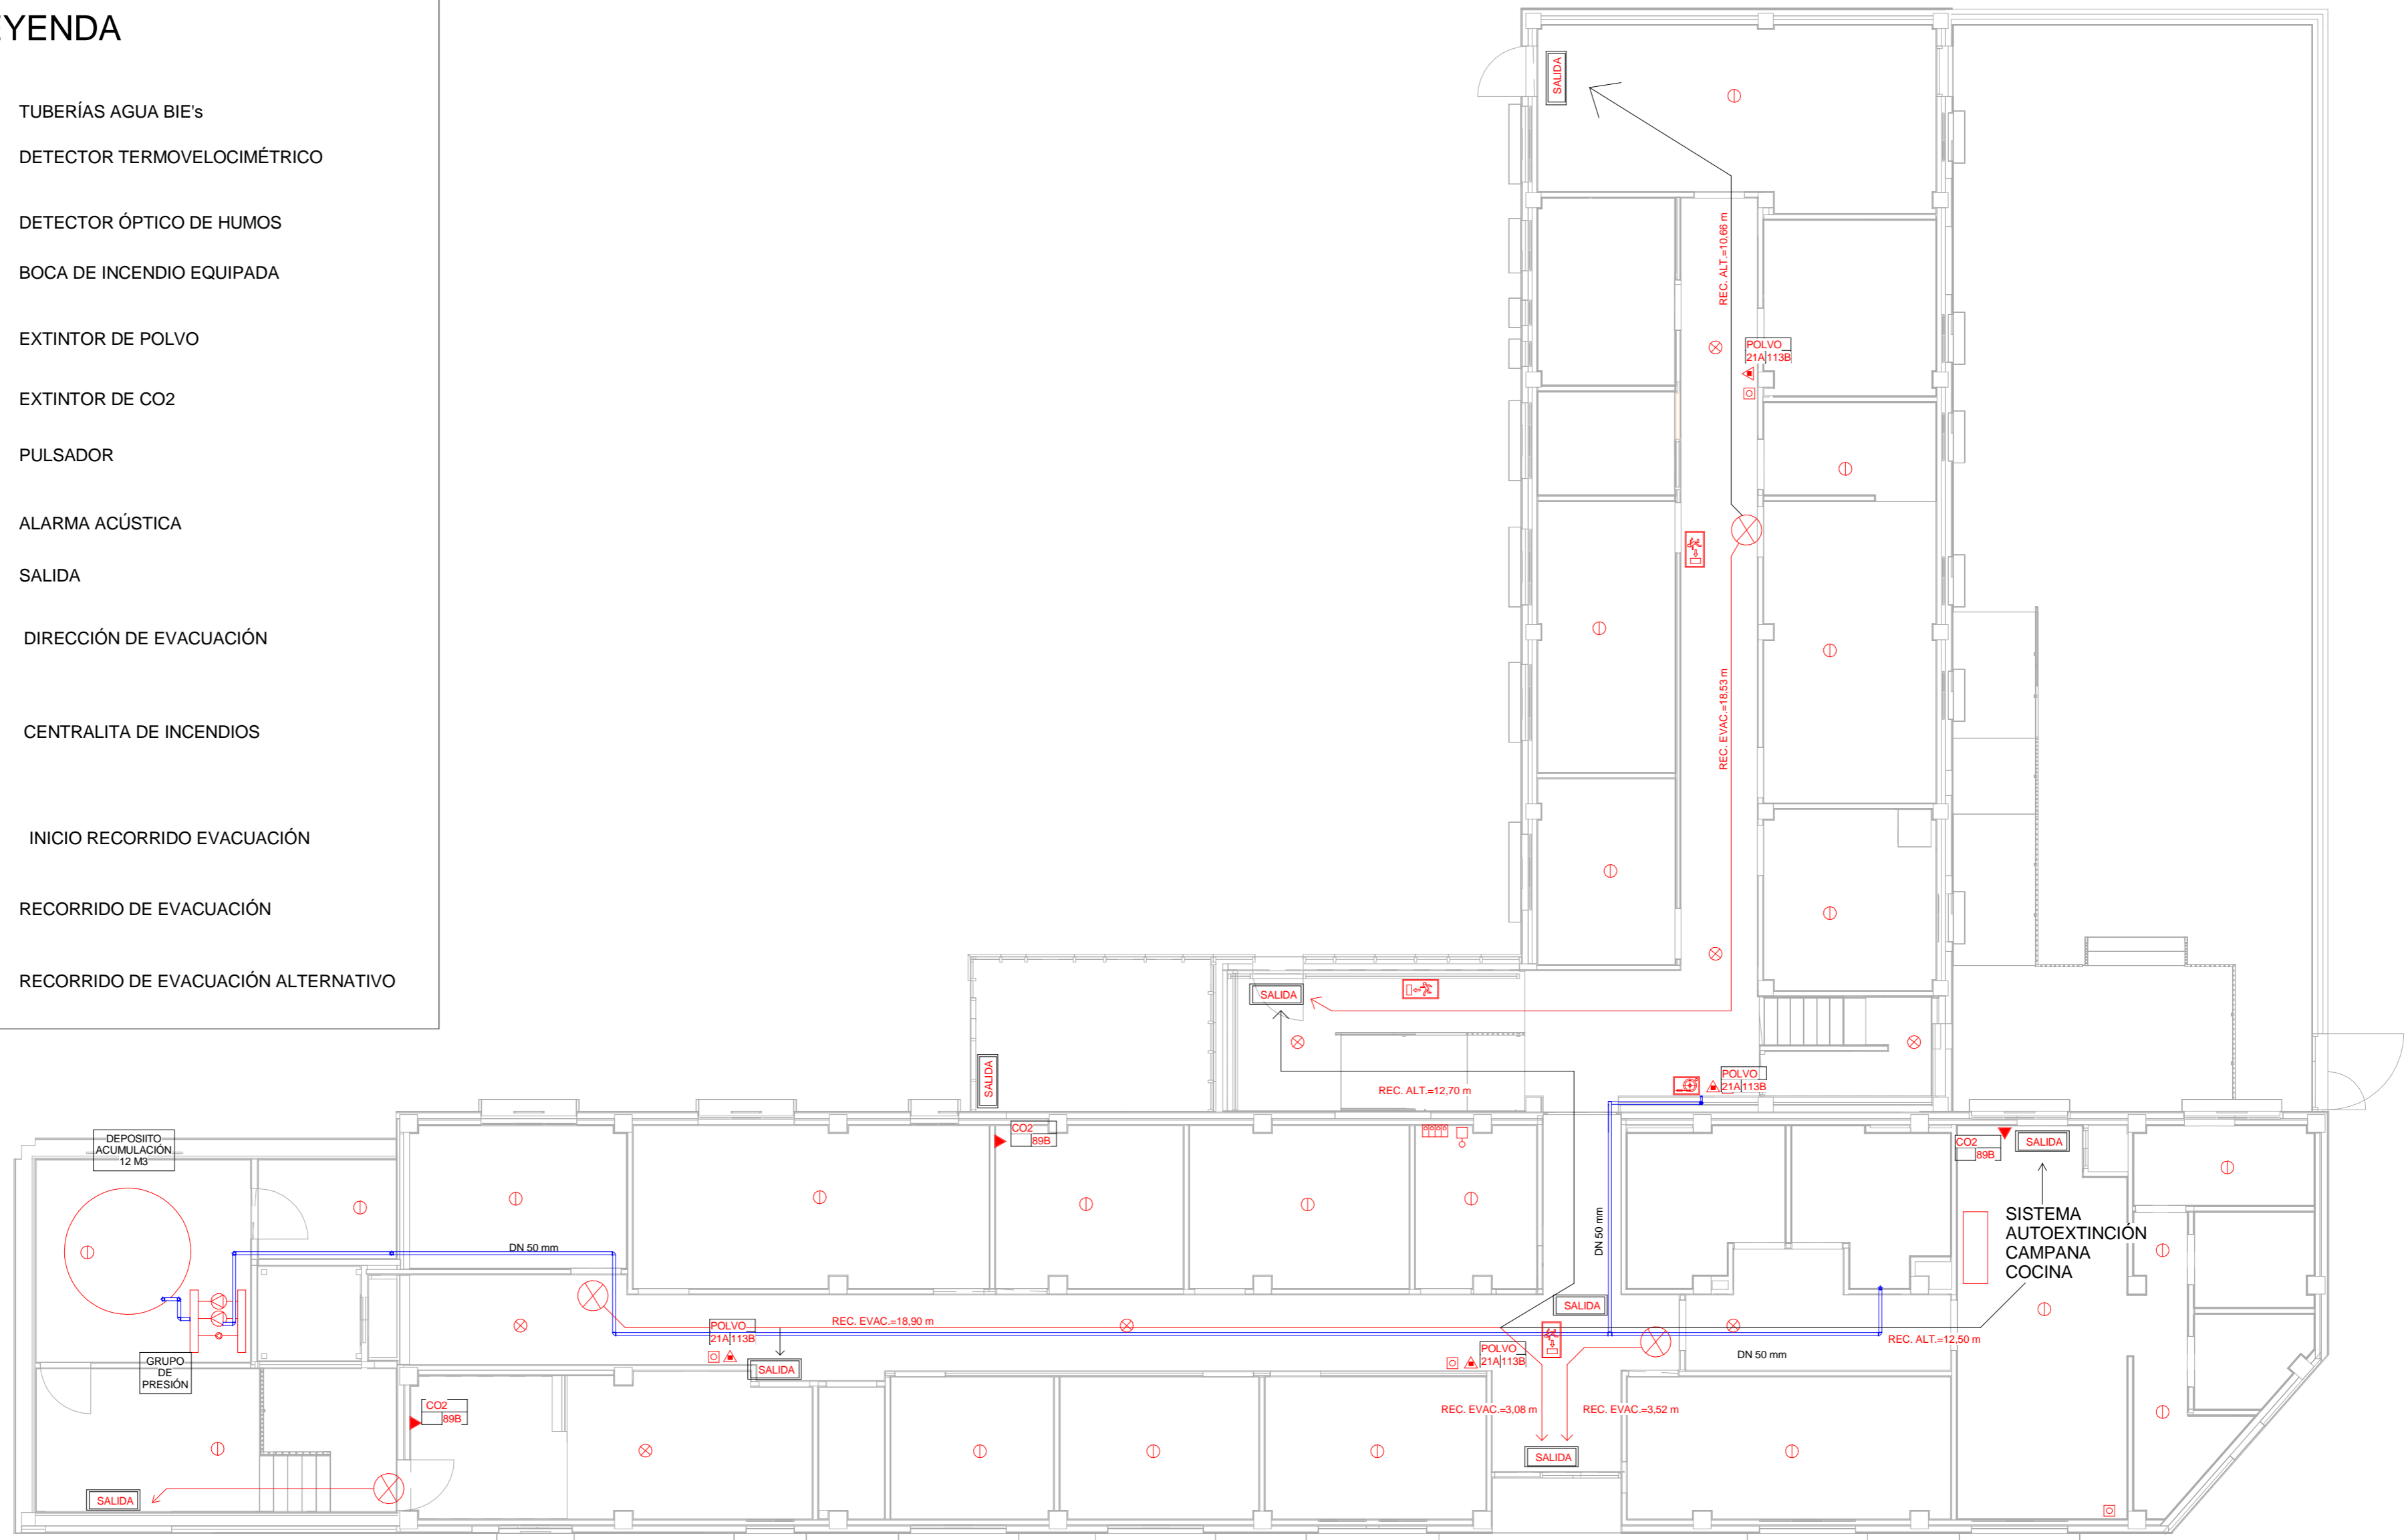 EYENDA
TUBERÍAS AGUA BIE's
DETECTOR TERMOVELOCIMÉTRICO
DETECTOR ÓPTICO DE HUMOS
BOCA DE INCENDIO EQUIPADA
EXTINTOR DE POLVO
EXTINTOR DE CO2
PULSADOR
ALARMA ACÚSTICA
SALIDA
DIRECCIÓN DE EVACUACIÓN
CENTRALITA DE INCENDIOS
INICIO RECORRIDO EVACUACIÓN
RECORRIDO DE EVACUACIÓN
RECORRIDO DE EVACUACIÓN ALTERNATIVO
SALIDA
REC. ALT.=10,66 m
POLVO
21A 113B
REC. EVAC.=18,53 m
SALIDA
SALIDA
REC. ALT.=12,70 m
POLVO
21A 113B
DEPOSIITO
ACUMULACIÓN
12 M3
CO2
89B
CO2
89B
SALIDA
SISTEMA
AUTOEXTINCIÓN
CAMPANA
COCINA
DN 50 mm
DN 50 mm
SALIDA
POLVO
21A 113B
REC. EVAC.=18,90 m
REC. ALT.=12,50 m
POLVO
21A 113B
DN 50 mm
SALIDA
GRUPO
DE
PRESIÓN
CO2
89B
REC. EVAC.=3,08 m
REC. EVAC.=3,52 m
SALIDA
SALIDA